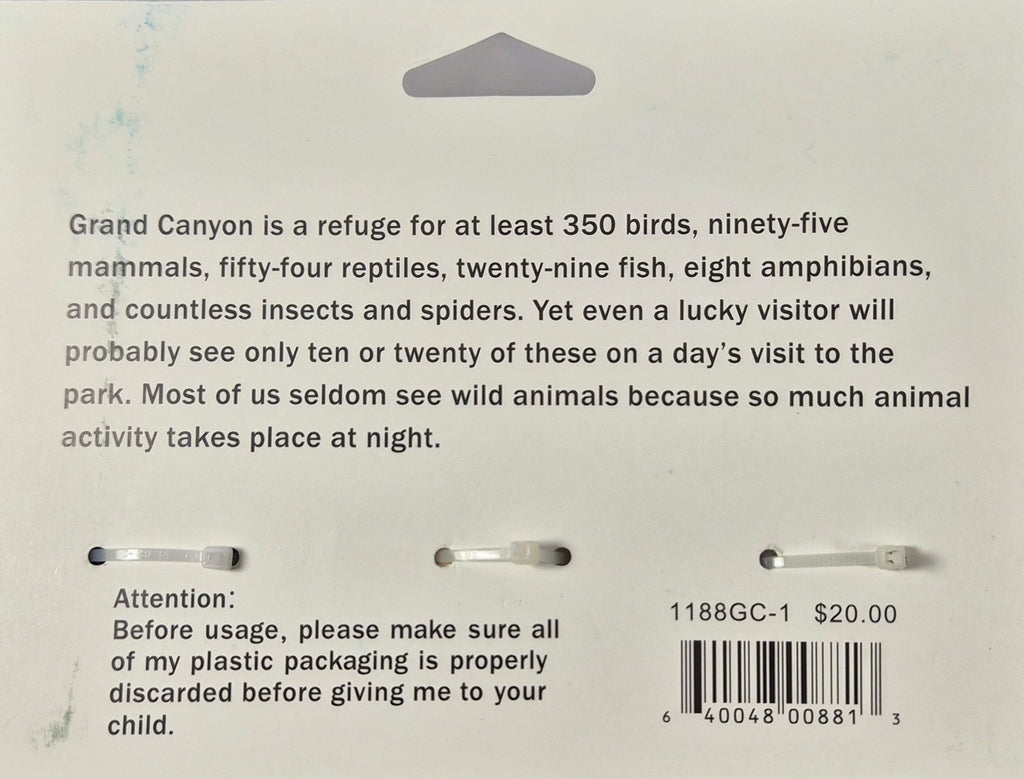 Grand Canyon is a refuge for at least 350 birds, ninety-five
mammals, fifty-four reptiles, twenty-nine fish, eight amphibians,
and countless insects and spiders. Yet even a lucky visitor will
probably see only ten or twenty of these on a day's visit to the
park. Most of us seldom see wild animals because so much animal
activity takes place at night.
Attention:
Before usage, please make sure all
of my plastic packaging is properly
discarded before giving me to your
child.
1188GC-1 $20.00
6 40048 00881 3